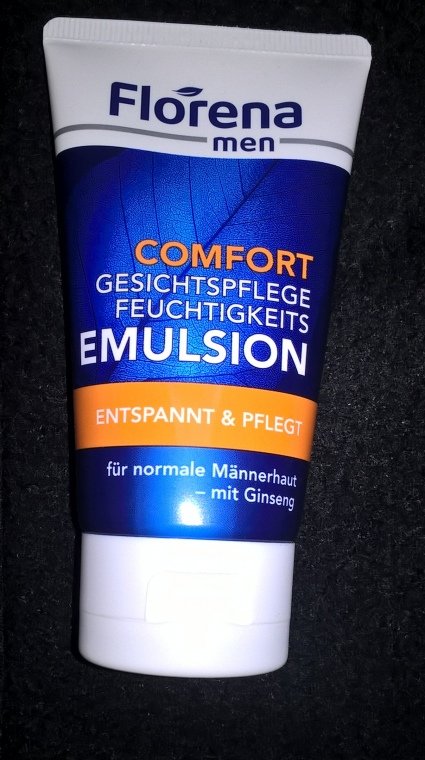 Florena
men
COMFORT
GESICHTSPFLEGE
FEUCHTIGKEITS
EMULSION
ENTSPANNT & PFLEGT
für normale Männerhaut
– mit Ginseng